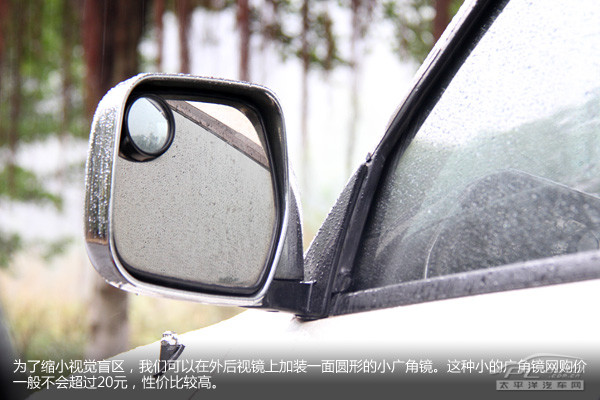 为了缩小视觉盲区，我们可以在外后视镜上加装一面圆形的小广角镜。这种小的广角镜网购价
一般不会超过20元，性价比较高。
太平洋汽车网